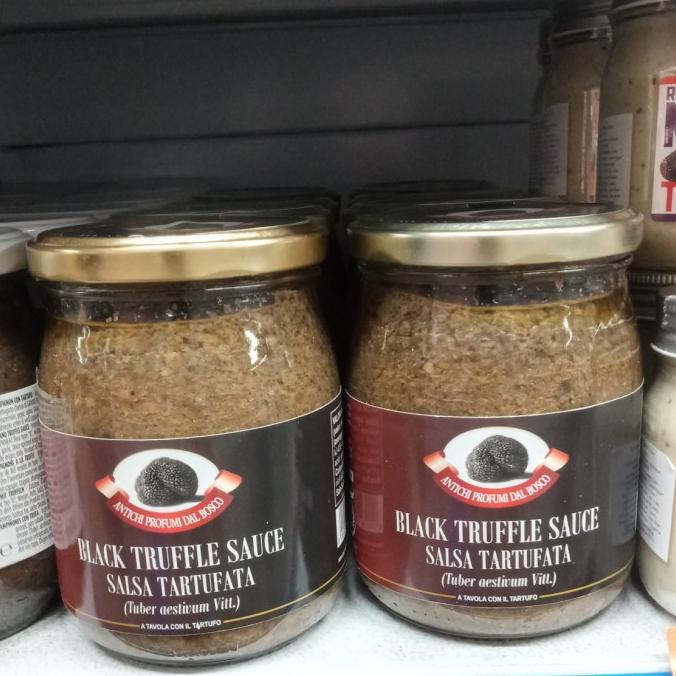 ANTICHI PROFUMI DAL BOSCO
BLACK TRUFFLE SAUCE
SALSA TARTUFATA
(Tuber aestivum Vitt.)
A TAVOLA CON IL TARTUFO
ANTICHI PROFUMI DAL BOSCO
BLACK TRUFFLE SAUCE
SALSA TARTUFATA
(Tuber aestivum Vitt.)
A TAVOLA CON IL TARTUFO